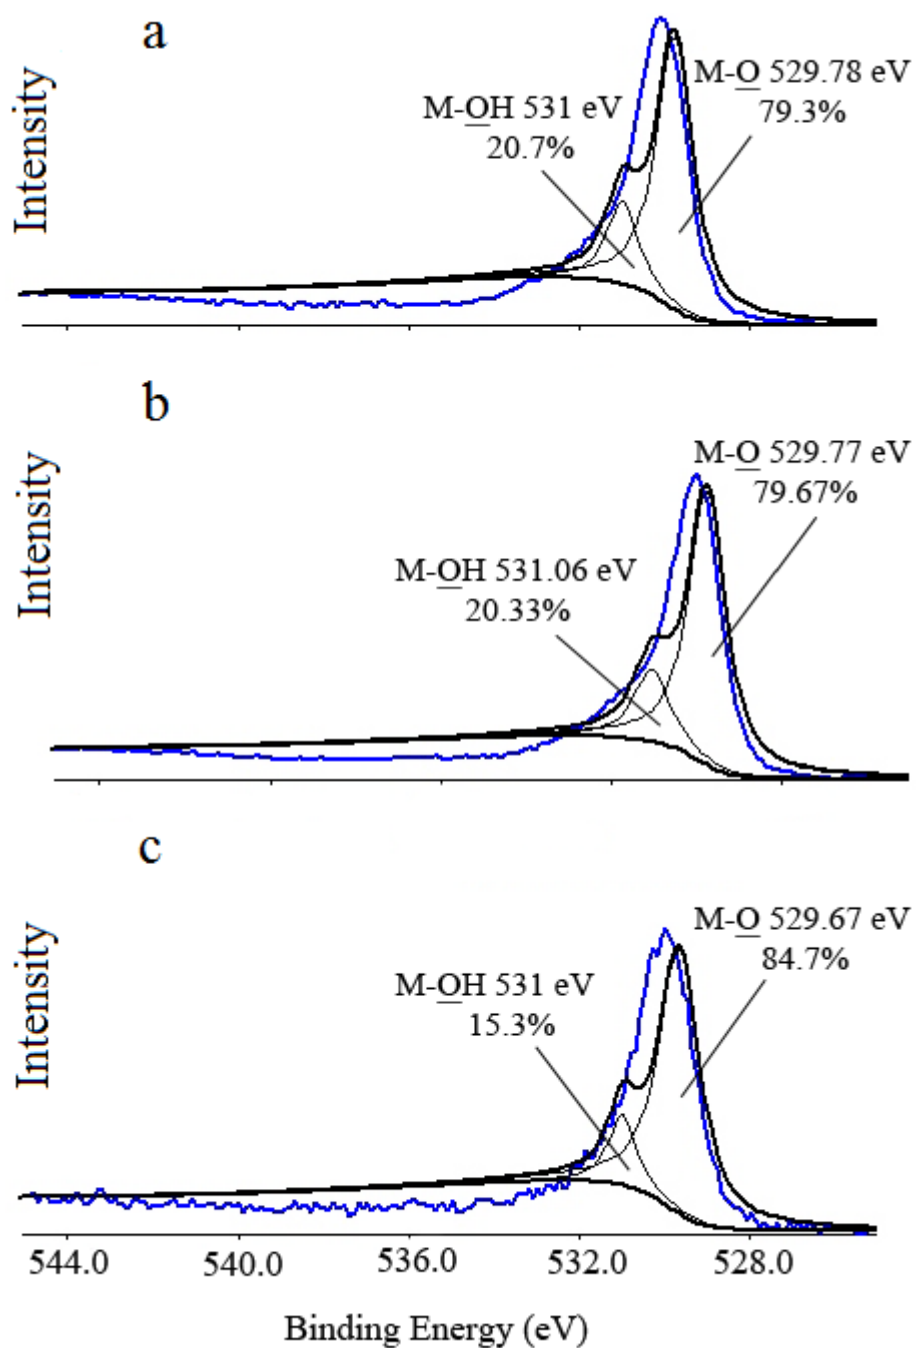 a
Intensity
M-OH 531 eV
20.7%
M-O 529.78 eV
79.3%
b
Intensity
M-OH 531.06 eV
20.33%
M-O 529.77 eV
79.67%
c
Intensity
M-OH 531 eV
15.3%
M-O 529.67 eV
84.7%
544.0 540.0 536.0 532.0 528.0
Binding Energy (eV)